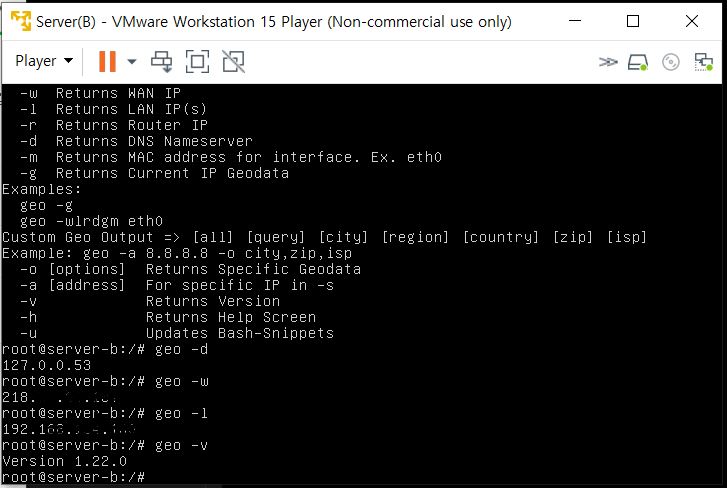 Server(B) - VMware Workstation 15 Player (Non-commercial use only)
Player
-w Returns WAN IP
-l Returns LAN IP(s)
-r Returns Router IP
-d Returns DNS Nameserver
-m Returns MAC address for interface. Ex. eth0
-g Returns Current IP Geodata
Examples:
geo -g
geo -wlrdgm eth0
Custom Geo Output => [all] [query] [city] [region] [country] [zip] [isp]
Example: geo -a 8.8.8.8 -o city,zip,isp
-o [options] Returns Specific Geodata
-a [address] For specific IP in -s
-v Returns Version
-h Returns Help Screen
-u Updates Bash-Snippets
root@server-b:/# geo -d
127.0.0.53
root@server-b:/# geo -w
218.
root@server-b:/# geo -l
192.
root@server-b:/# geo -v
Version 1.22.0
root@server-b:/#